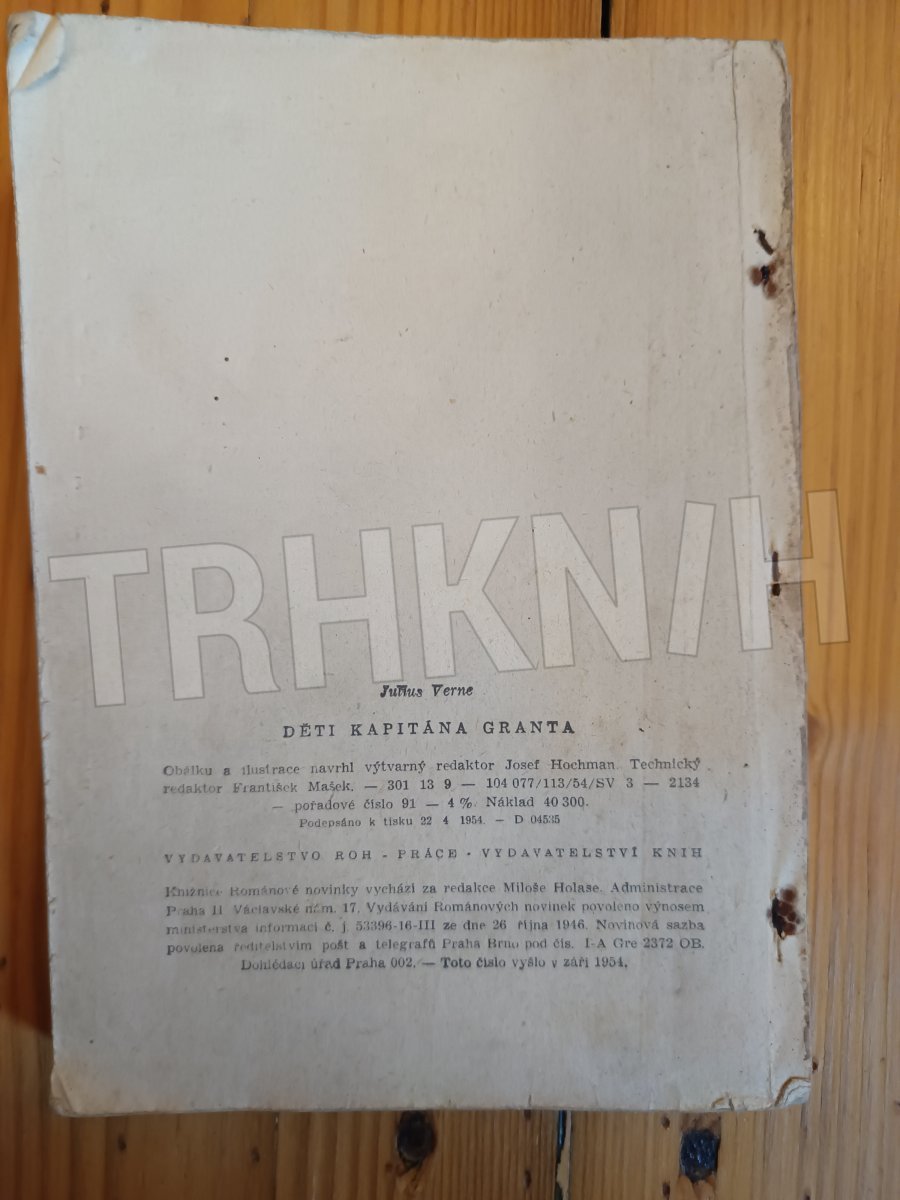 TRHKNIH
Julius Verne
DĚTI KAPITÁNA GRANTA
Obálku a ilustrace navrhl výtvarný redaktor Josef Hochman. Technický
redaktor František Mašek. — 301 13 9 — 104 077/113/54/SV 3 — 2134
— pořadové číslo 91 — 4%. Náklad 40 300.
Podepsáno k tisku 22 4 1954. — D 04535
VYDAVATELSTVO ROH - PRÁCE - VYDAVATELSTVÍ KNIH
Knižnice Románové novinky vychází za redakce Miloše Holase. Administrace
Praha II Václavské nám. 17. Vydávání Románových novinek povoleno výnosem
ministerstva informací č. j. 53396-16-III ze dne 26 října 1946. Novinová sazba
povolena ředitelstvím pošt a telegrafů Praha Brno pod čís. I-A Gre 2372 OB.
Dohlédací úřad Praha 002. — Toto číslo vyšlo v září 1954.